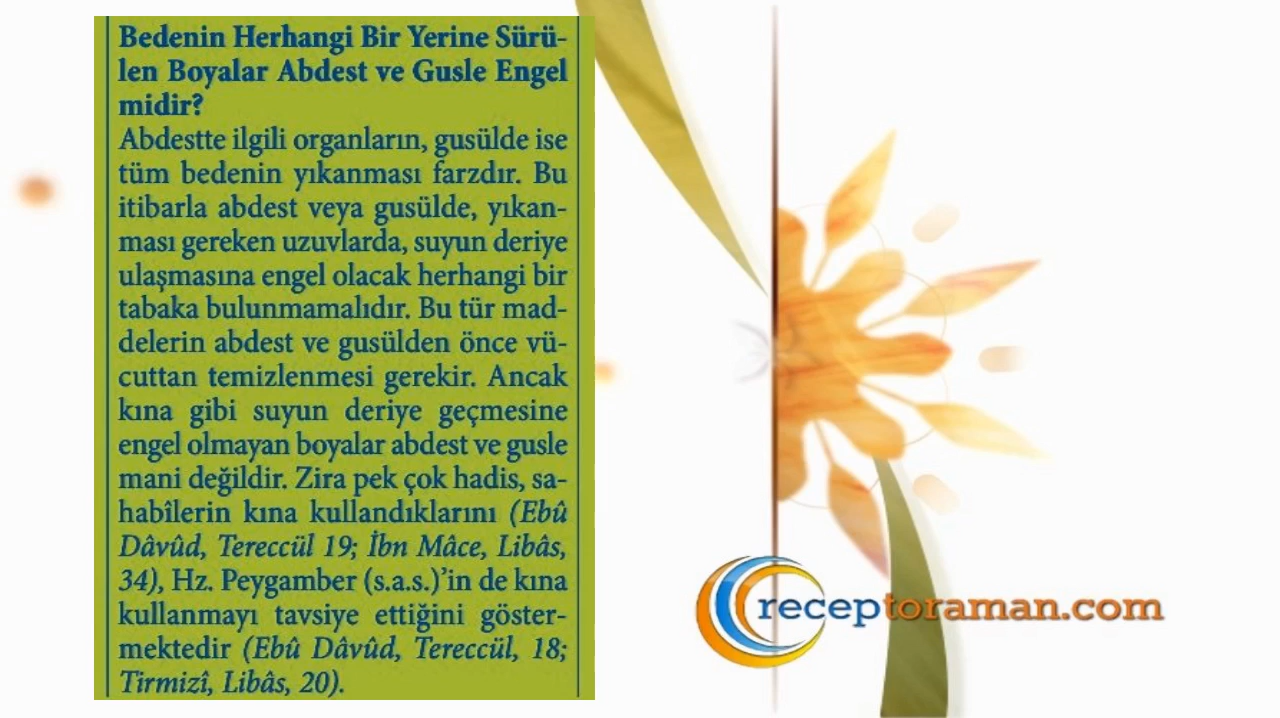 Bedenin Herhangi Bir Yerine Sürü-
len Boyalar Abdest ve Gusle Engel
midir?
Abdestte ilgili organların, gusülde ise
tüm bedenin yıkanması farzdır. Bu
itibarla abdest veya gusülde, yıkan-
ması gereken uzuvlarda, suyun deriye
ulaşmasına engel olacak herhangi bir
tabaka bulunmamalıdır. Bu tür mad-
delerin abdest ve gusülden önce vü-
cuttan temizlenmesi gerekir. Ancak
kına gibi suyun deriye geçmesine
engel olmayan boyalar abdest ve gusle
mani değildir. Zira pek çok hadis, sa-
habîlerin kına kullandıklarını (Ebû
Dâvûd, Tereccül 19; İbn Mâce, Libâs,
34), Hz. Peygamber (s.a.s.)’in de kına
kullanmayı tavsiye ettiğini göster-
mektedir (Ebû Dâvûd, Tereccül, 18;
Tirmizî, Libâs, 20).
receptoraman.com